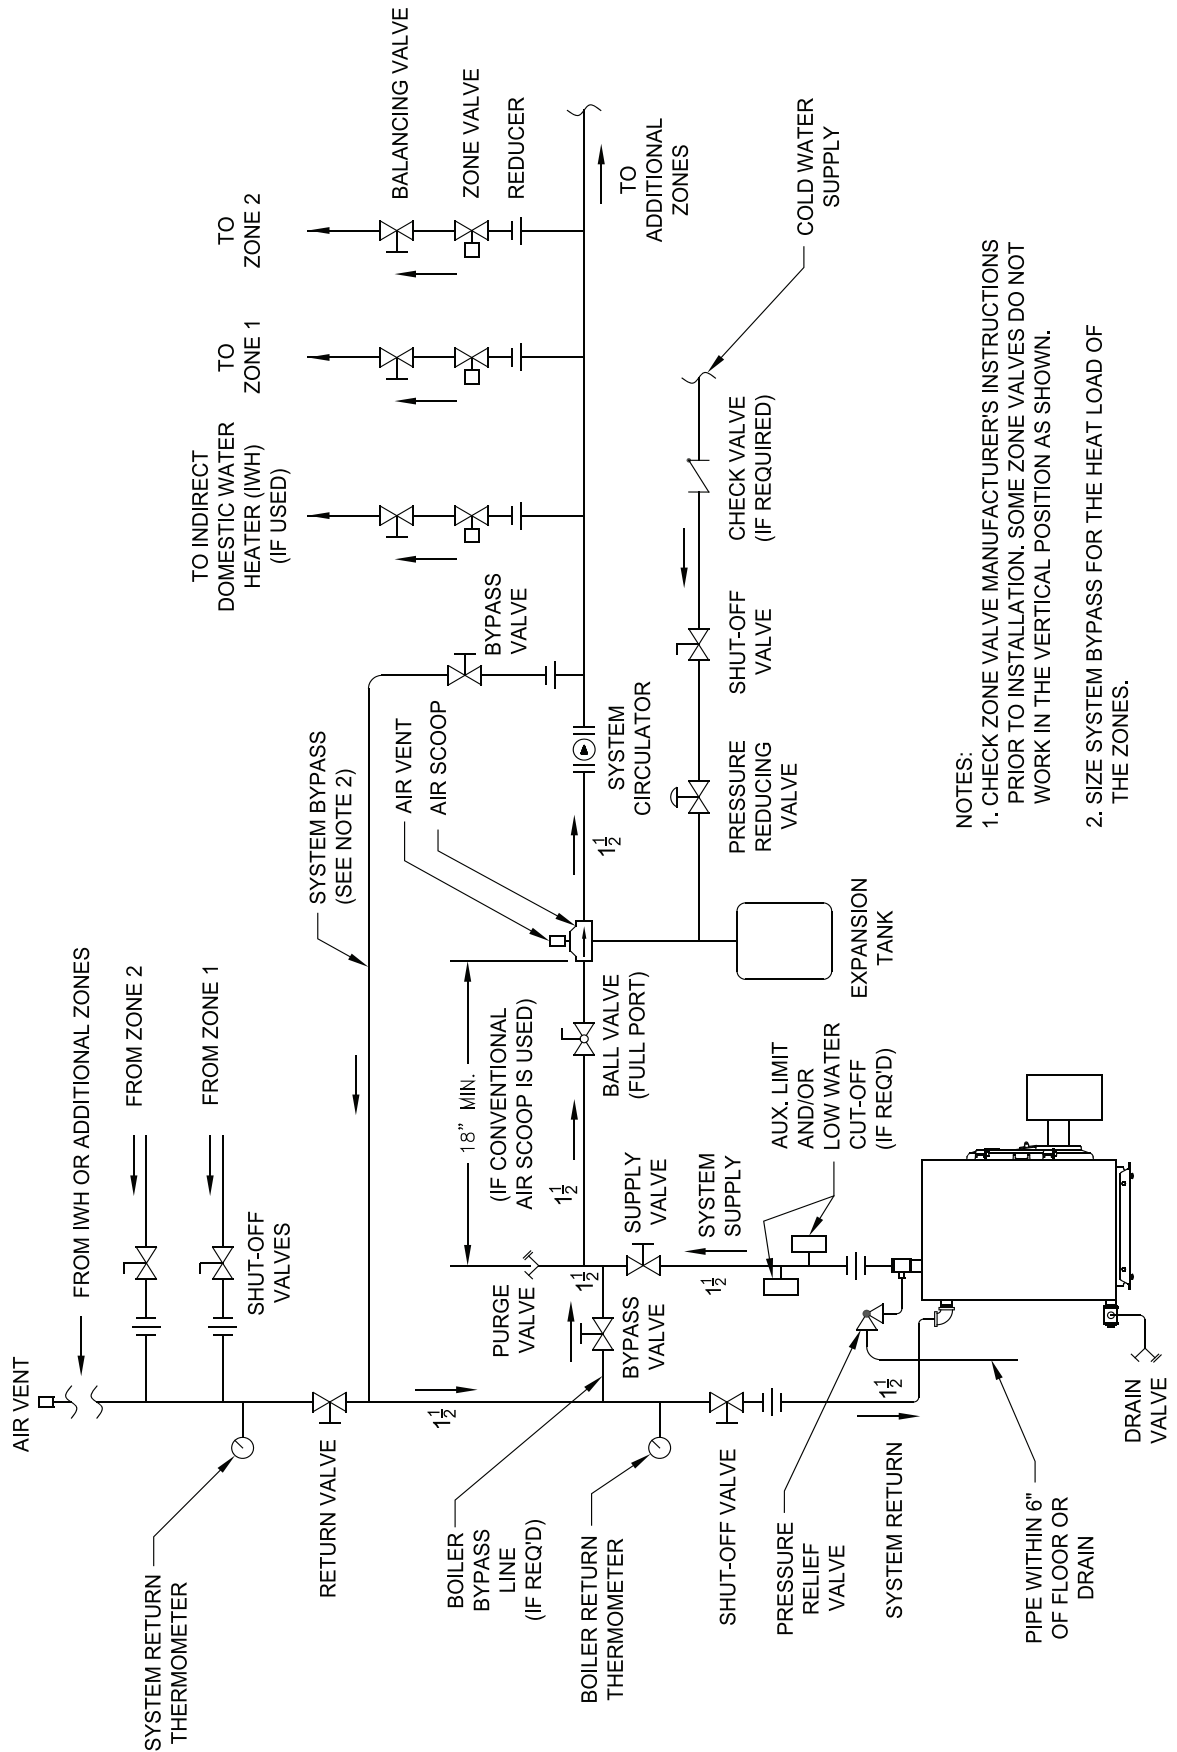 AIR VENT
FROM IWH OR ADDITIONAL ZONES
FROM ZONE 2
FROM ZONE 1
SHUT-OFF
VALVES
SYSTEM RETURN
THERMOMETER
RETURN VALVE
SYSTEM BYPASS
(SEE NOTE 2)
TO INDIRECT
DOMESTIC WATER
HEATER (IWH)
(IF USED)
TO
ZONE 1
TO
ZONE 2
BALANCING VALVE
ZONE VALVE
REDUCER
BYPASS
VALVE
AIR VENT
AIR SCOOP
18" MIN.
(IF CONVENTIONAL
AIR SCOOP IS USED)
PURGE
VALVE
1 1/2
1 1/2
1 1/2
1 1/2
BALL VALVE
(FULL PORT)
SYSTEM
CIRCULATOR
TO
ADDITIONAL
ZONES
BOILER
BYPASS
LINE
(IF REQ'D)
BYPASS
VALVE
SUPPLY
VALVE
BOILER RETURN
THERMOMETER
SYSTEM
SUPPLY
1 1/2
AUX. LIMIT
AND/OR
LOW WATER
CUT-OFF
(IF REQ'D)
EXPANSION
TANK
PRESSURE
REDUCING
VALVE
SHUT-OFF
VALVE
CHECK VALVE
(IF REQUIRED)
COLD WATER
SUPPLY
SHUT-OFF VALVE
PRESSURE
RELIEF
VALVE
SYSTEM RETURN
1 1/2
PIPE WITHIN 6"
OF FLOOR OR
DRAIN
DRAIN
VALVE
NOTES:
1. CHECK ZONE VALVE MANUFACTURER'S INSTRUCTIONS
PRIOR TO INSTALLATION. SOME ZONE VALVES DO NOT
WORK IN THE VERTICAL POSITION AS SHOWN.
2. SIZE SYSTEM BYPASS FOR THE HEAT LOAD OF
THE ZONES.